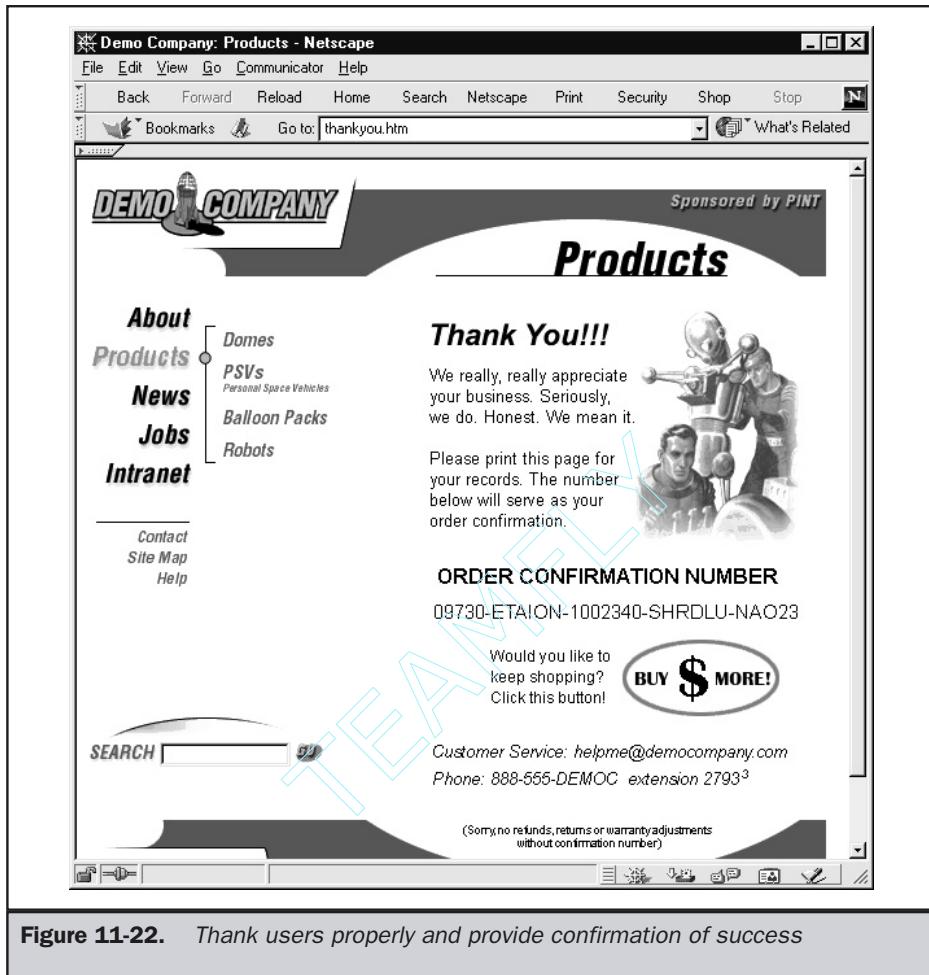 Demo Company: Products - Netscape
File Edit View Go Communicator Help
Back Forward Reload Home Search Netscape Print Security Shop Stop N
Bookmarks Go to: thankyou.htm What's Related
DEMO COMPANY
Sponsored by PINT
Products
About
Products
News
Jobs
Intranet
Domes
PSVs
Personal Space Vehicles
Balloon Packs
Robots
Contact
Site Map
Help
Thank You!!!
We really, really appreciate
your business. Seriously,
we do. Honest. We mean it.
Please print this page for
your records. The number
below will serve as your
order confirmation.
ORDER CONFIRMATION NUMBER
09730-ETAION-1002340-SHRDLU-NAO23
Would you like to
keep shopping?
Click this button!
BUY $ MORE!
SEARCH GO
Customer Service: helpme@democompany.com
Phone: 888-555-DEMOC extension 2793³
(Sorry, no refunds, returns or warranty adjustments
without confirmation number)
TEAMFLY
Figure 11-22. Thank users properly and provide confirmation of success